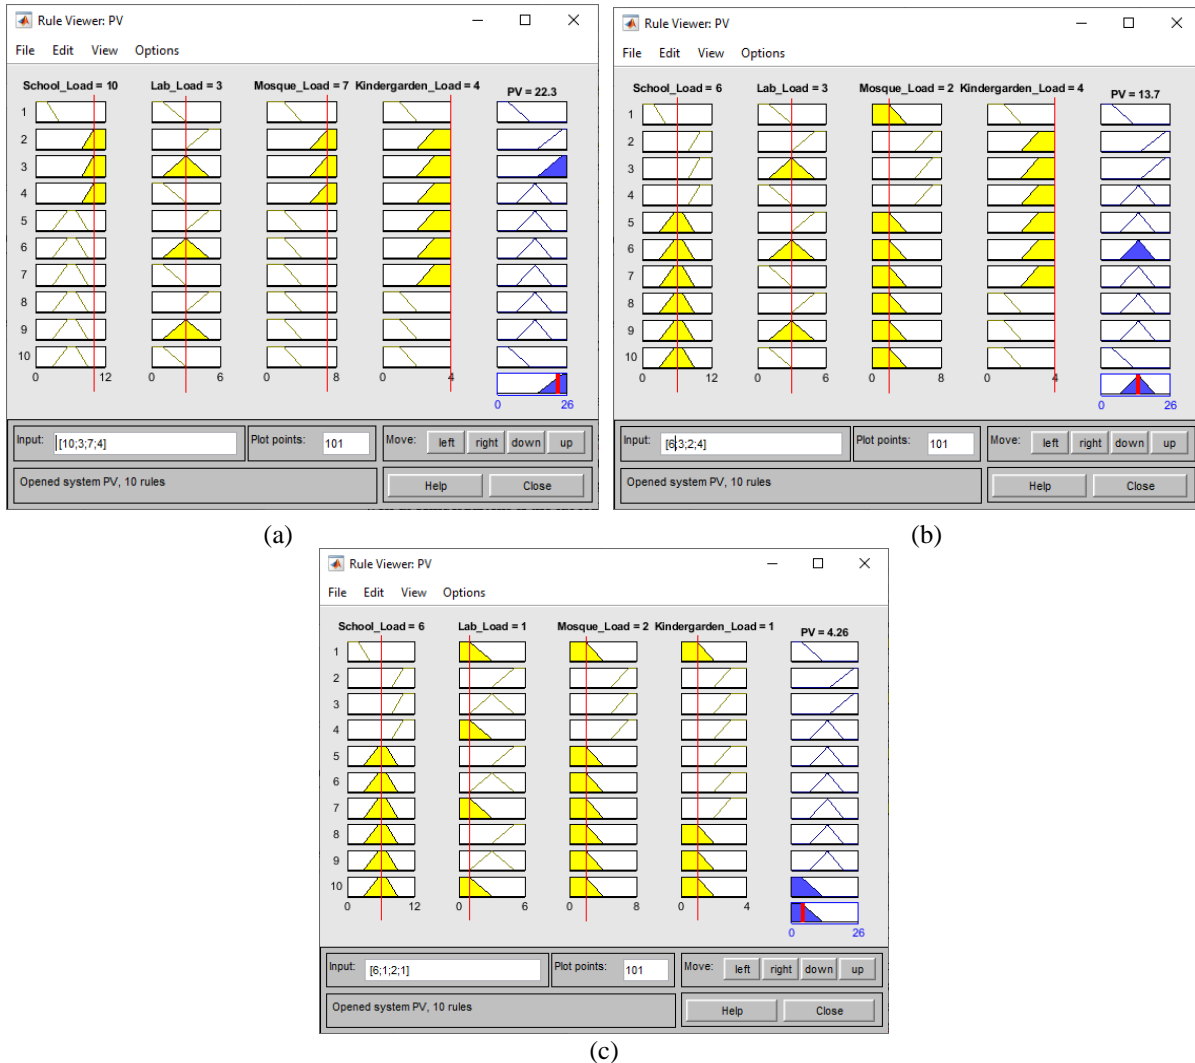 Rule Viewer: PV
File Edit View Options
School_Load = 10 Lab_Load = 3 Mosque_Load = 7 Kindergarden_Load = 4 PV = 22.3
1
2
3
4
5
6
7
8
9
10
0 12 0 6 0 8 0 4
0 26
Input: [10;3;7;4] Plot points: 101 Move: left right down up
Opened system PV, 10 rules Help Close
(a)
Rule Viewer: PV
File Edit View Options
School_Load = 6 Lab_Load = 3 Mosque_Load = 2 Kindergarden_Load = 4 PV = 13.7
1
2
3
4
5
6
7
8
9
10
0 12 0 6 0 8 0 4
0 26
Input: [6;3;2;4] Plot points: 101 Move: left right down up
Opened system PV, 10 rules Help Close
(b)
Rule Viewer: PV
File Edit View Options
School_Load = 6 Lab_Load = 1 Mosque_Load = 2 Kindergarden_Load = 1 PV = 4.26
1
2
3
4
5
6
7
8
9
10
0 12 0 6 0 8 0 4
0 26
Input: [6;1;2;1] Plot points: 101 Move: left right down up
Opened system PV, 10 rules Help Close
(c)